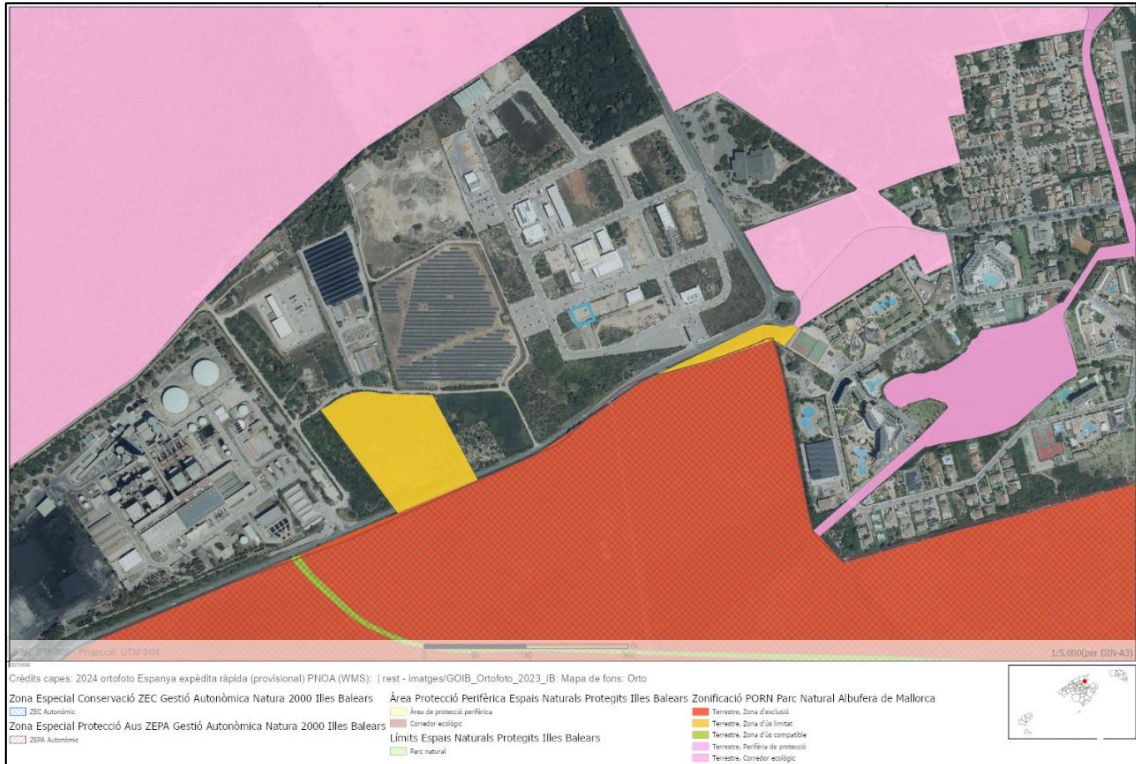 Projecció: UTM 31N
1:5.000(per DIN-A3)
Crèdits capes: 2024 ortofoto Espanya expèdita ràpida (provisional) PNOA (WMS): | rest - imatges/GOIB_Ortofoto_2023_IB: Mapa de fons: Orto
Zona Especial Conservació ZEC Gestió Autonòmica Natura 2000 Illes Balears
ZEC Autonòmic
Zona Especial Protecció Aus ZEPA Gestió Autonòmica Natura 2000 Illes Balears
ZEPA Autonòmic
Àrea Protecció Perifèrica Espais Naturals Protegits Illes Balears
Àrea de protecció perifèrica
Corredor ecològic
Límits Espais Naturals Protegits Illes Balears
Parc natural
Zonificació PORN Parc Natural Albufera de Mallorca
Terrestre, Zona d'exclusió
Terrestre, Zona d'ús limitat
Terrestre, Zona d'ús compatible
Terrestre, Perifèria de protecció
Terrestre, Corredor ecològic